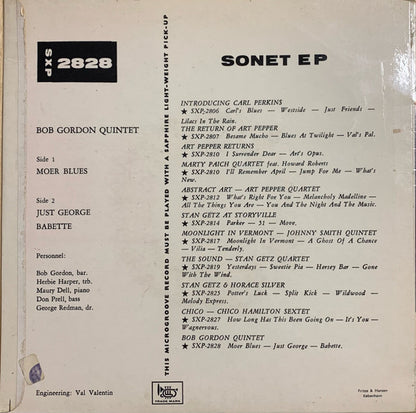 SXP 2828
BOB GORDON QUINTET
Side 1
MOER BLUES
Side 2
JUST GEORGE
BABETTE
Personnel:
Bob Gordon, bar.
Herbie Harper, trb.
Maury Dell, piano
Don Prell, bass
George Redman, dr.
Engineering: Val Valentin
THIS MICROGROVE RECORD MUST BE PLAYED WITH A SAPPHIRE LIGHT-WEIGHT PICK-UP
SONET EP
INTRODUCING CARL PERKINS
★ SXP-2806 Carl's Blues — Westside — Just Friends —
Lilacs In The Rain.
THE RETURN OF ART PEPPER
★ SXP-2807 Besame Mucho — Blues At Twilight — Val's Pal.
ART PEPPER RETURNS
★ SXP-2810 I Surrender Dear — Art's Opus.
MARTY PAICH QUARTET feat. Howard Roberts
★ SXP-2810 I'll Remember April — Jump For Me — What's
New.
ABSTRACT ART — ART PEPPER QUARTET
★ SXP-2812 What's Right For You — Melancholy Madelline —
All The Things You Are — You And The Night And The Music.
STAN GETZ AT STORYVILLE
★ SXP-2814 Parker — 51 — Move.
MOONLIGHT IN VERMONT — JOHNNY SMITH QUINTET
★ SXP-2817 Moonlight In Vermont — A Ghost Of A Chance
— Vilia — Tenderly.
THE SOUND — STAN GETZ QUARTET
★ SXP-2819 Yesterdays — Sweetie Pia — Hersey Bar — Gone
With The Wind.
STAN GETZ & HORACE SILVER
★ SXP-2825 Potter's Luck — Split Kick — Wildwood —
Melody Express.
CHICO — CHICO HAMILTON SEXTET
★ SXP-2827 How Long Has This Been Going On — It's You —
Wagnervous.
BOB GORDON QUINTET
★ SXP-2828 Moer Blues — Just George — Babette.
TRADE MARK
København